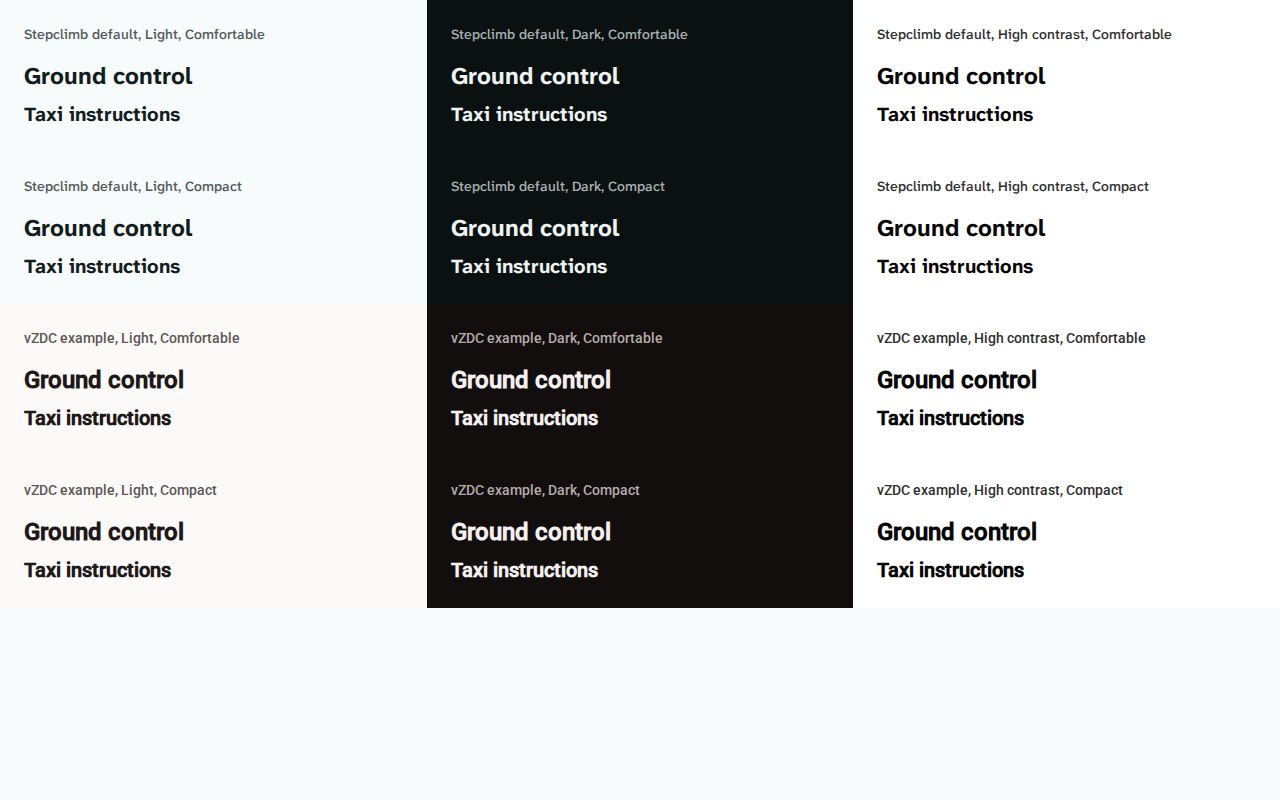 Stepclimb default, Light, Comfortable
Ground control
Taxi instructions
Stepclimb default, Dark, Comfortable
Ground control
Taxi instructions
Stepclimb default, High contrast, Comfortable
Ground control
Taxi instructions
Stepclimb default, Light, Compact
Ground control
Taxi instructions
Stepclimb default, Dark, Compact
Ground control
Taxi instructions
Stepclimb default, High contrast, Compact
Ground control
Taxi instructions
vZDC example, Light, Comfortable
Ground control
Taxi instructions
vZDC example, Dark, Comfortable
Ground control
Taxi instructions
vZDC example, High contrast, Comfortable
Ground control
Taxi instructions
vZDC example, Light, Compact
Ground control
Taxi instructions
vZDC example, Dark, Compact
Ground control
Taxi instructions
vZDC example, High contrast, Compact
Ground control
Taxi instructions